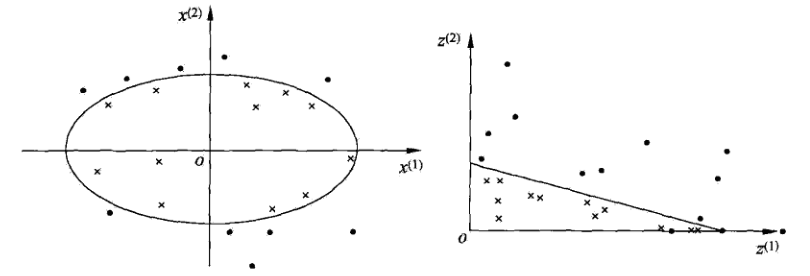 x(2)
O
x(1)
z(2)
O
z(1)